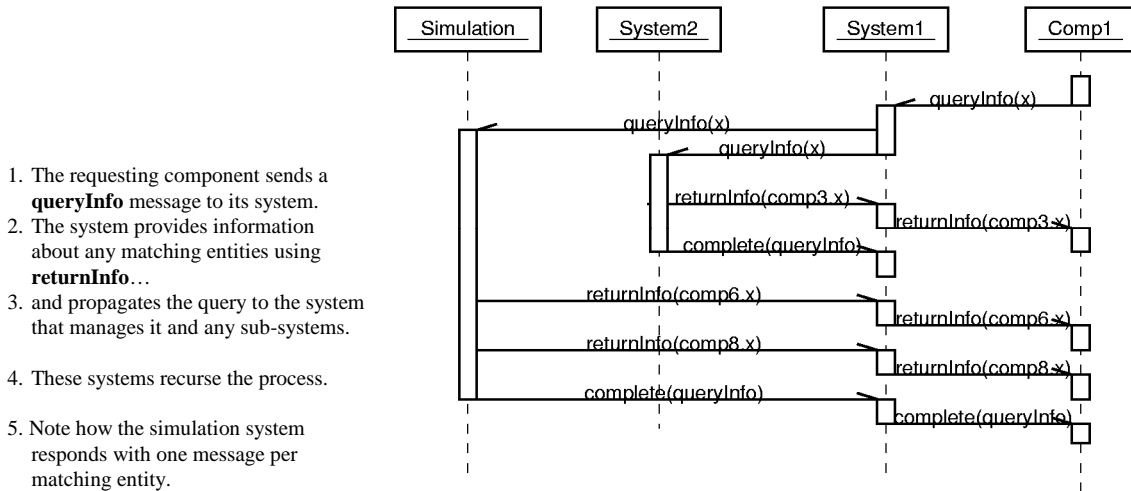 Simulation
System2
System1
Comp1
queryInfo(x)
queryInfo(x)
queryInfo(x)
returnInfo(comp3.x)
returnInfo(comp3.x)
complete(queryInfo)
returnInfo(comp6.x)
returnInfo(comp6.x)
returnInfo(comp8.x)
returnInfo(comp8.x)
complete(queryInfo)
complete(queryInfo)
1. The requesting component sends a
queryInfo message to its system.
2. The system provides information
about any matching entities using
returnInfo…
3. and propagates the query to the system
that manages it and any sub-systems.
4. These systems recurse the process.
5. Note how the simulation system
responds with one message per
matching entity.